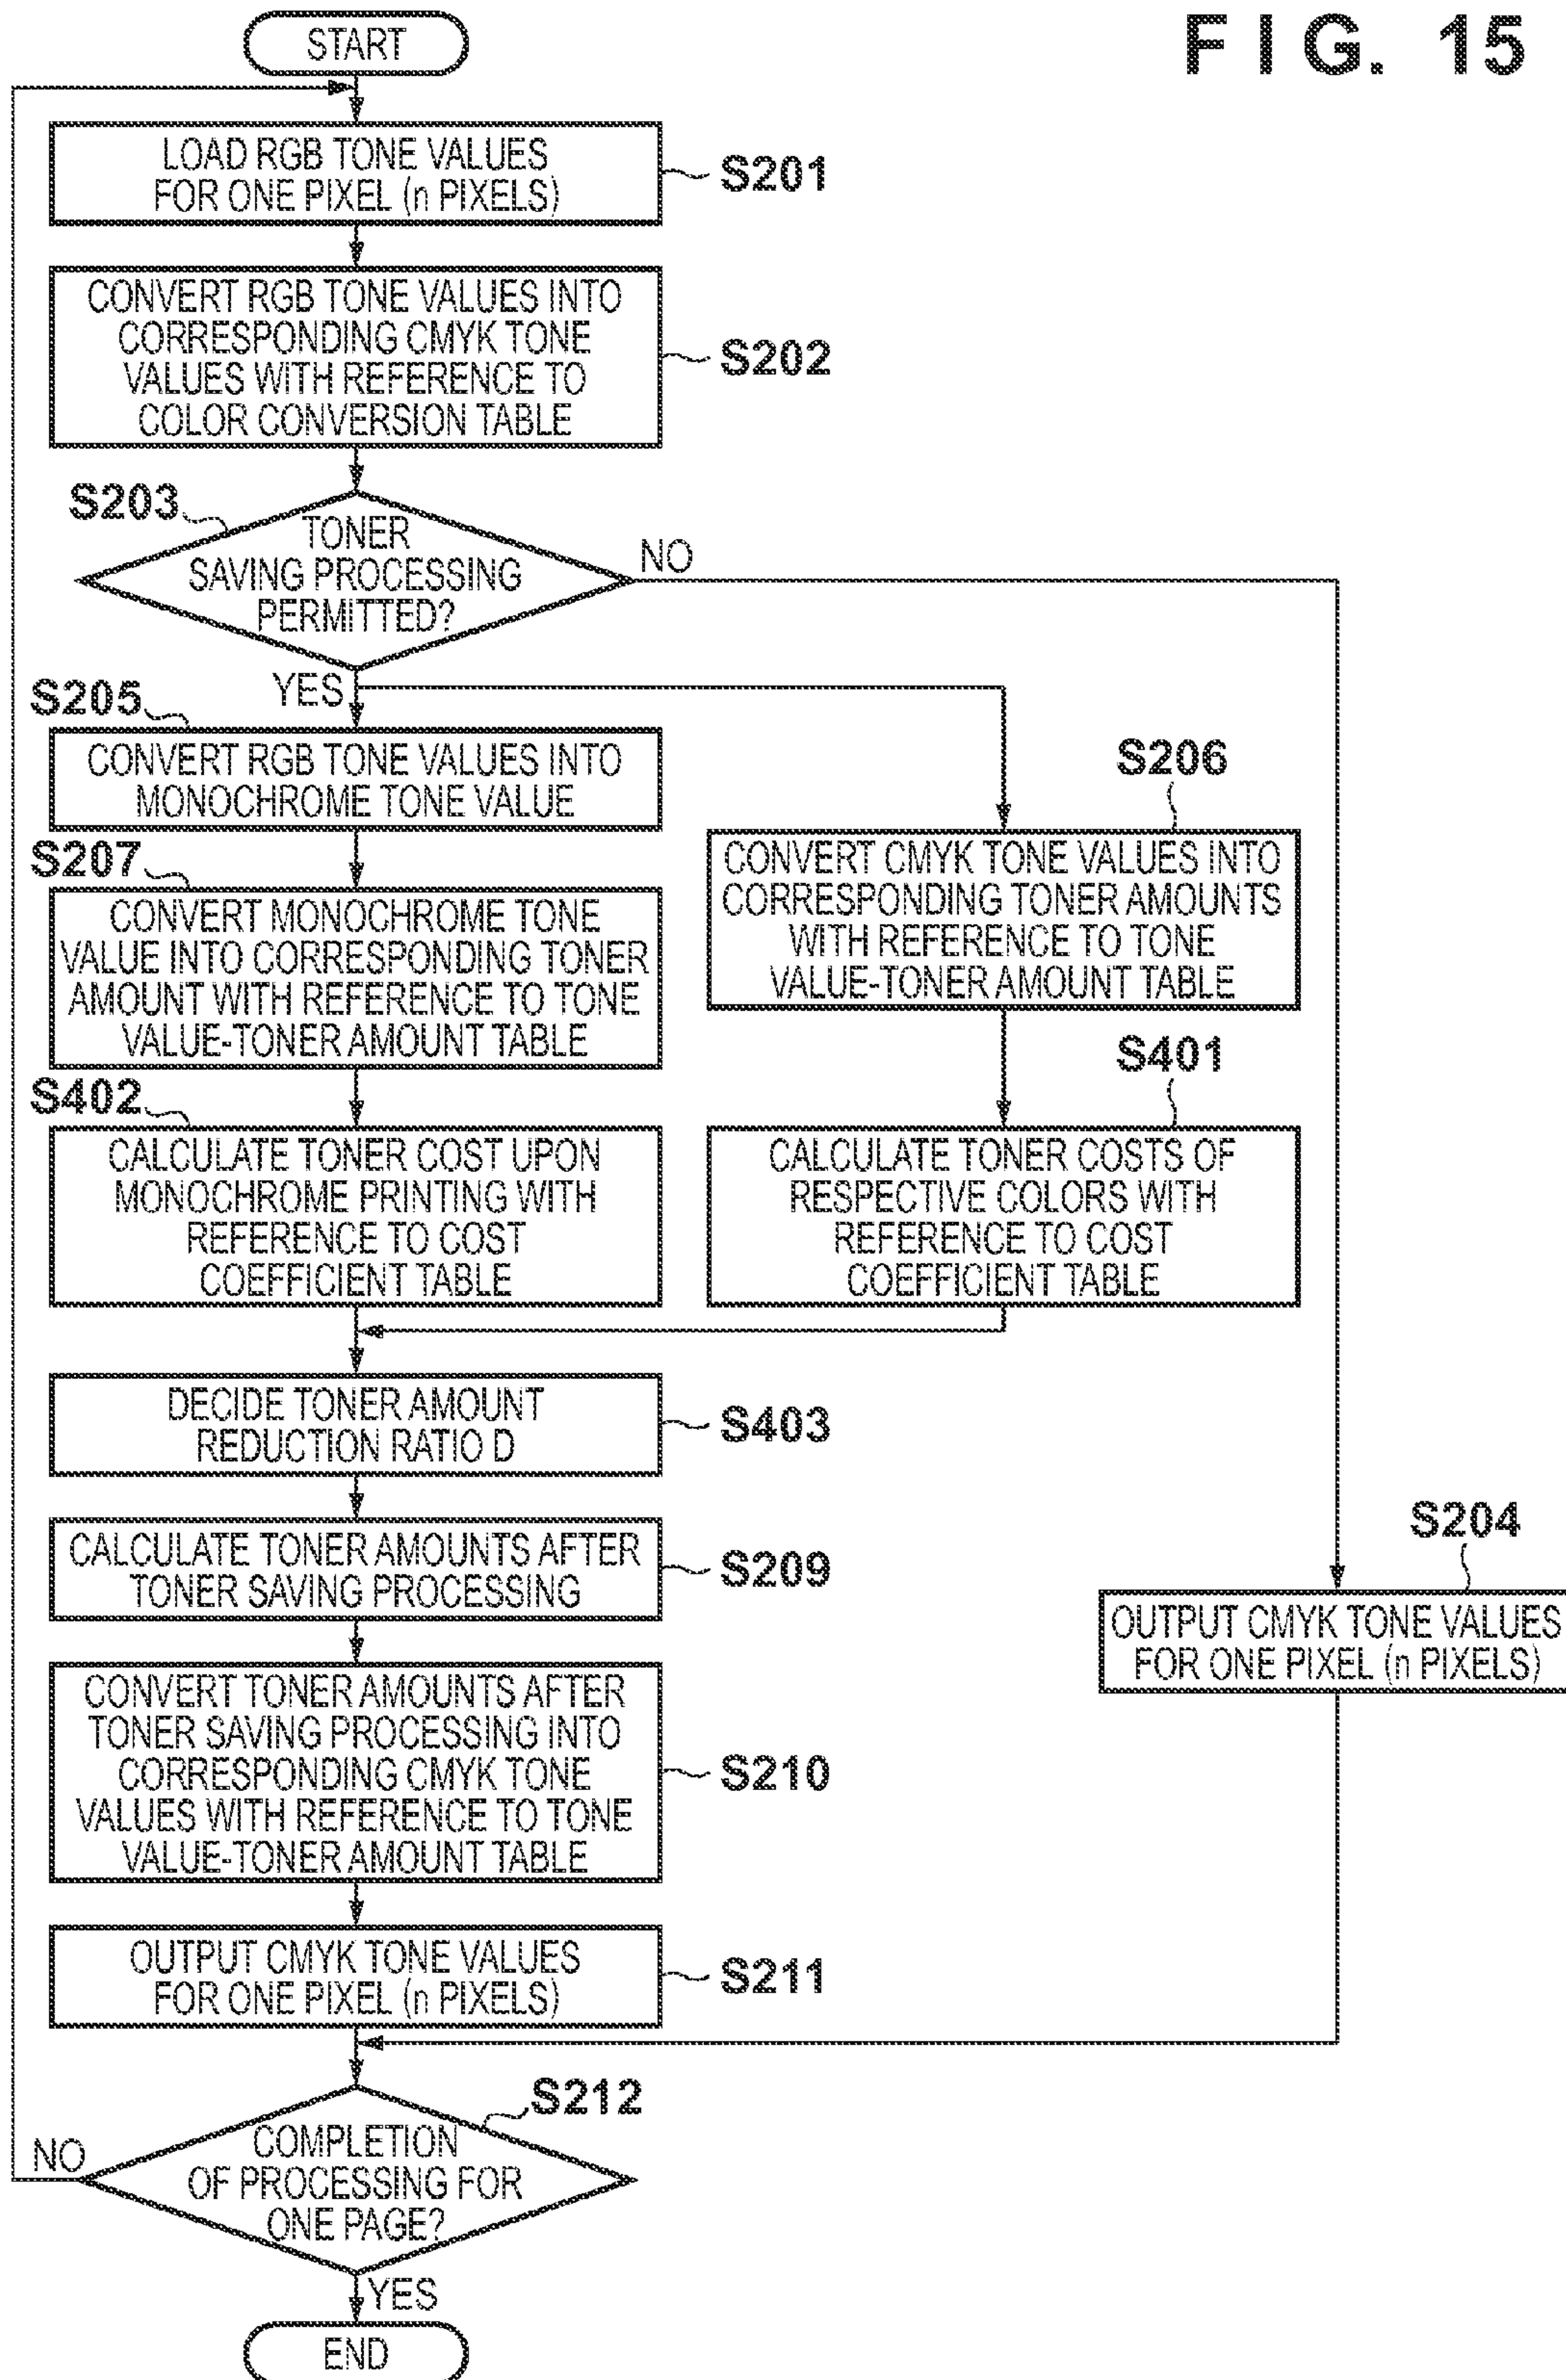 FIG. 15
START
LOAD RGB TONE VALUES
FOR ONE PIXEL (n PIXELS)
S201
CONVERT RGB TONE VALUES INTO
CORRESPONDING CMYK TONE
VALUES WITH REFERENCE TO
COLOR CONVERSION TABLE
S202
S203
TONER
SAVING PROCESSING
PERMITTED?
NO
YES
S205
CONVERT RGB TONE VALUES INTO
MONOCHROME TONE VALUE
S206
CONVERT CMYK TONE VALUES INTO
CORRESPONDING TONER AMOUNTS
WITH REFERENCE TO TONE
VALUE-TONER AMOUNT TABLE
S207
CONVERT MONOCHROME TONE
VALUE INTO CORRESPONDING TONER
AMOUNT WITH REFERENCE TO TONE
VALUE-TONER AMOUNT TABLE
S401
CALCULATE TONER COSTS OF
RESPECTIVE COLORS WITH
REFERENCE TO COST
COEFFICIENT TABLE
S402
CALCULATE TONER COST UPON
MONOCHROME PRINTING WITH
REFERENCE TO COST
COEFFICIENT TABLE
DECIDE TONER AMOUNT
REDUCTION RATIO D
S403
CALCULATE TONER AMOUNTS AFTER
TONER SAVING PROCESSING
S209
S204
OUTPUT CMYK TONE VALUES
FOR ONE PIXEL (n PIXELS)
CONVERT TONER AMOUNTS AFTER
TONER SAVING PROCESSING INTO
CORRESPONDING CMYK TONE
VALUES WITH REFERENCE TO TONE
VALUE-TONER AMOUNT TABLE
S210
OUTPUT CMYK TONE VALUES
FOR ONE PIXEL (n PIXELS)
S211
S212
COMPLETION
OF PROCESSING FOR
ONE PAGE?
NO
YES
END